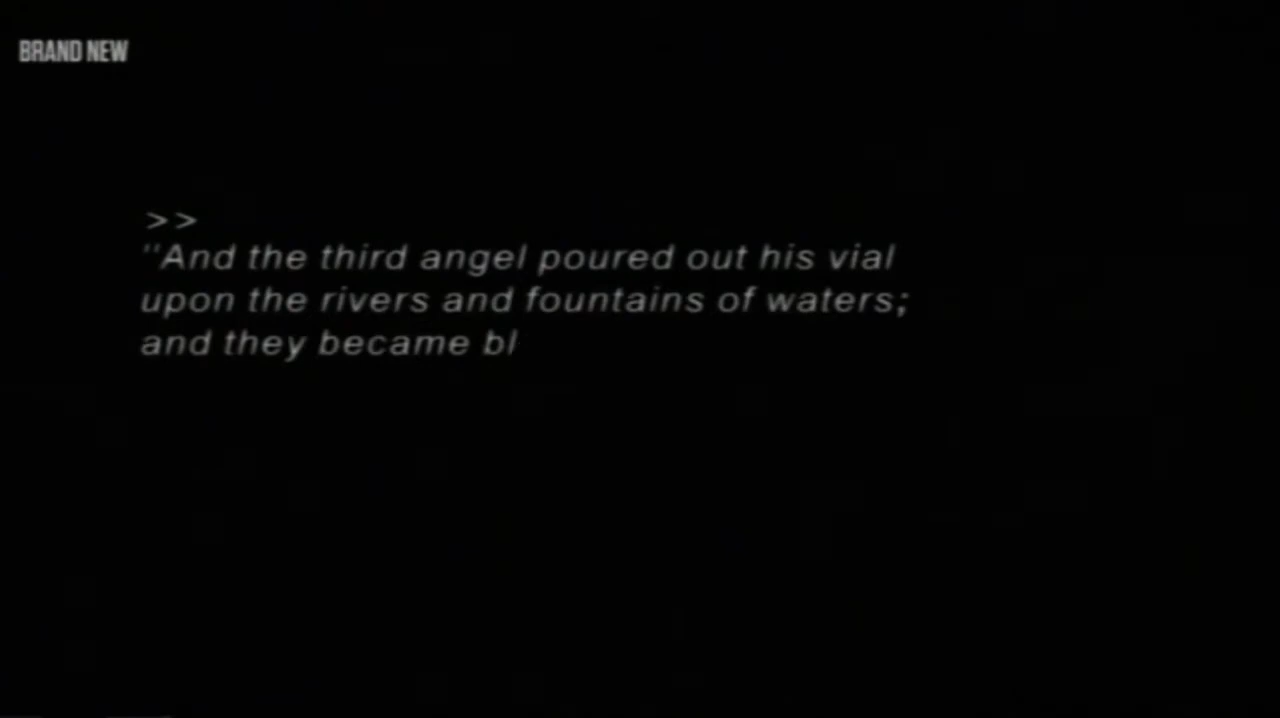 BRAND NEW
>>
"And the third angel poured out his vial
upon the rivers and fountains of waters;
and they became bl